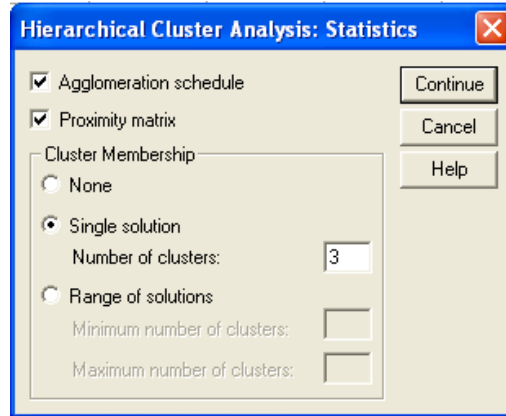 Hierarchical Cluster Analysis: Statistics
Agglomeration schedule
Continue
Proximity matrix
Cancel
Cluster Membership
Help
None
Single solution
Number of clusters: 3
Range of solutions
Minimum number of clusters:
Maximum number of clusters: